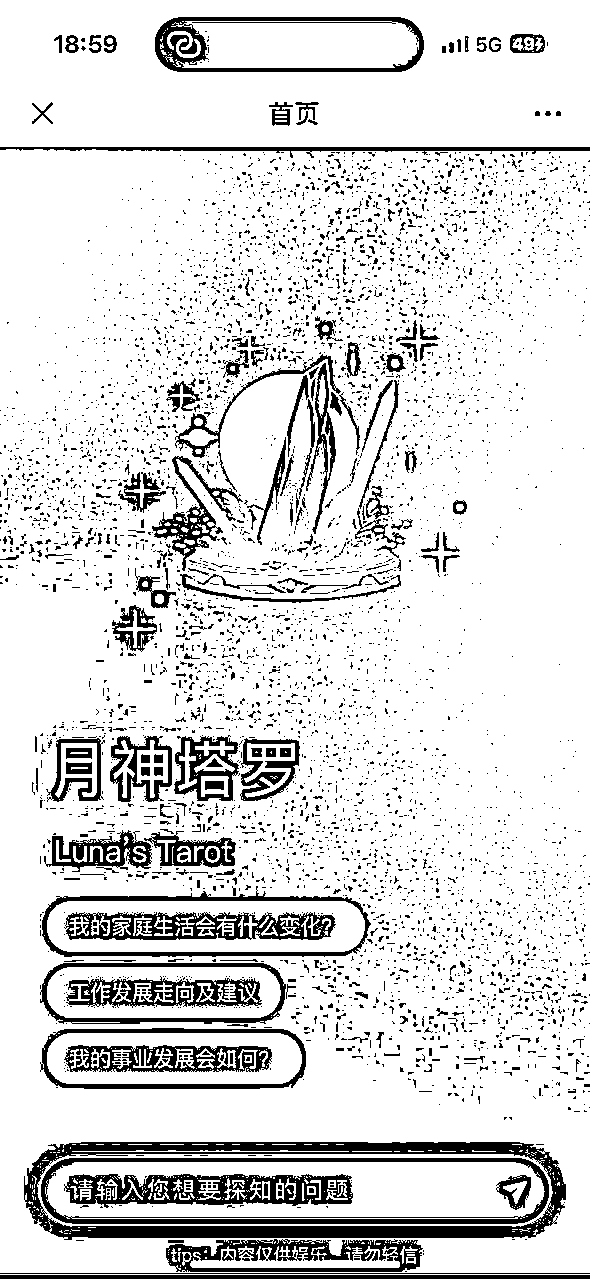 18:59 5G 49
首页
月神塔罗
Luna's Tarot
我的家庭生活会有什么变化?
工作发展走向及建议
我的事业发展会如何?
请输入您想要探知的问题
tips: 内容仅供娱乐,请勿轻信